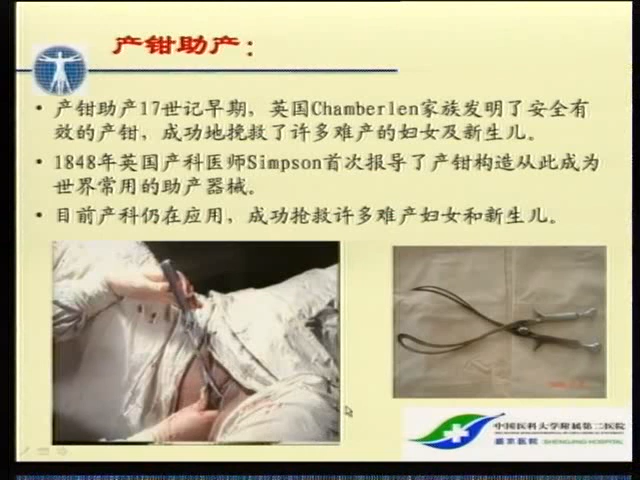 产钳助产：
• 产钳助产17世记早期，英国Chamberlen家族发明了安全有
效的产钳，成功地挽救了许多难产的妇女及新生儿。
• 1848年英国产科医师Simpson首次报导了产钳构造从此成为
世界常用的助产器械。
• 目前产科仍在应用，成功抢救许多难产妇女和新生儿。
中国医科大学附属第二医院
盛京医院 SHENGJING HOSPITAL